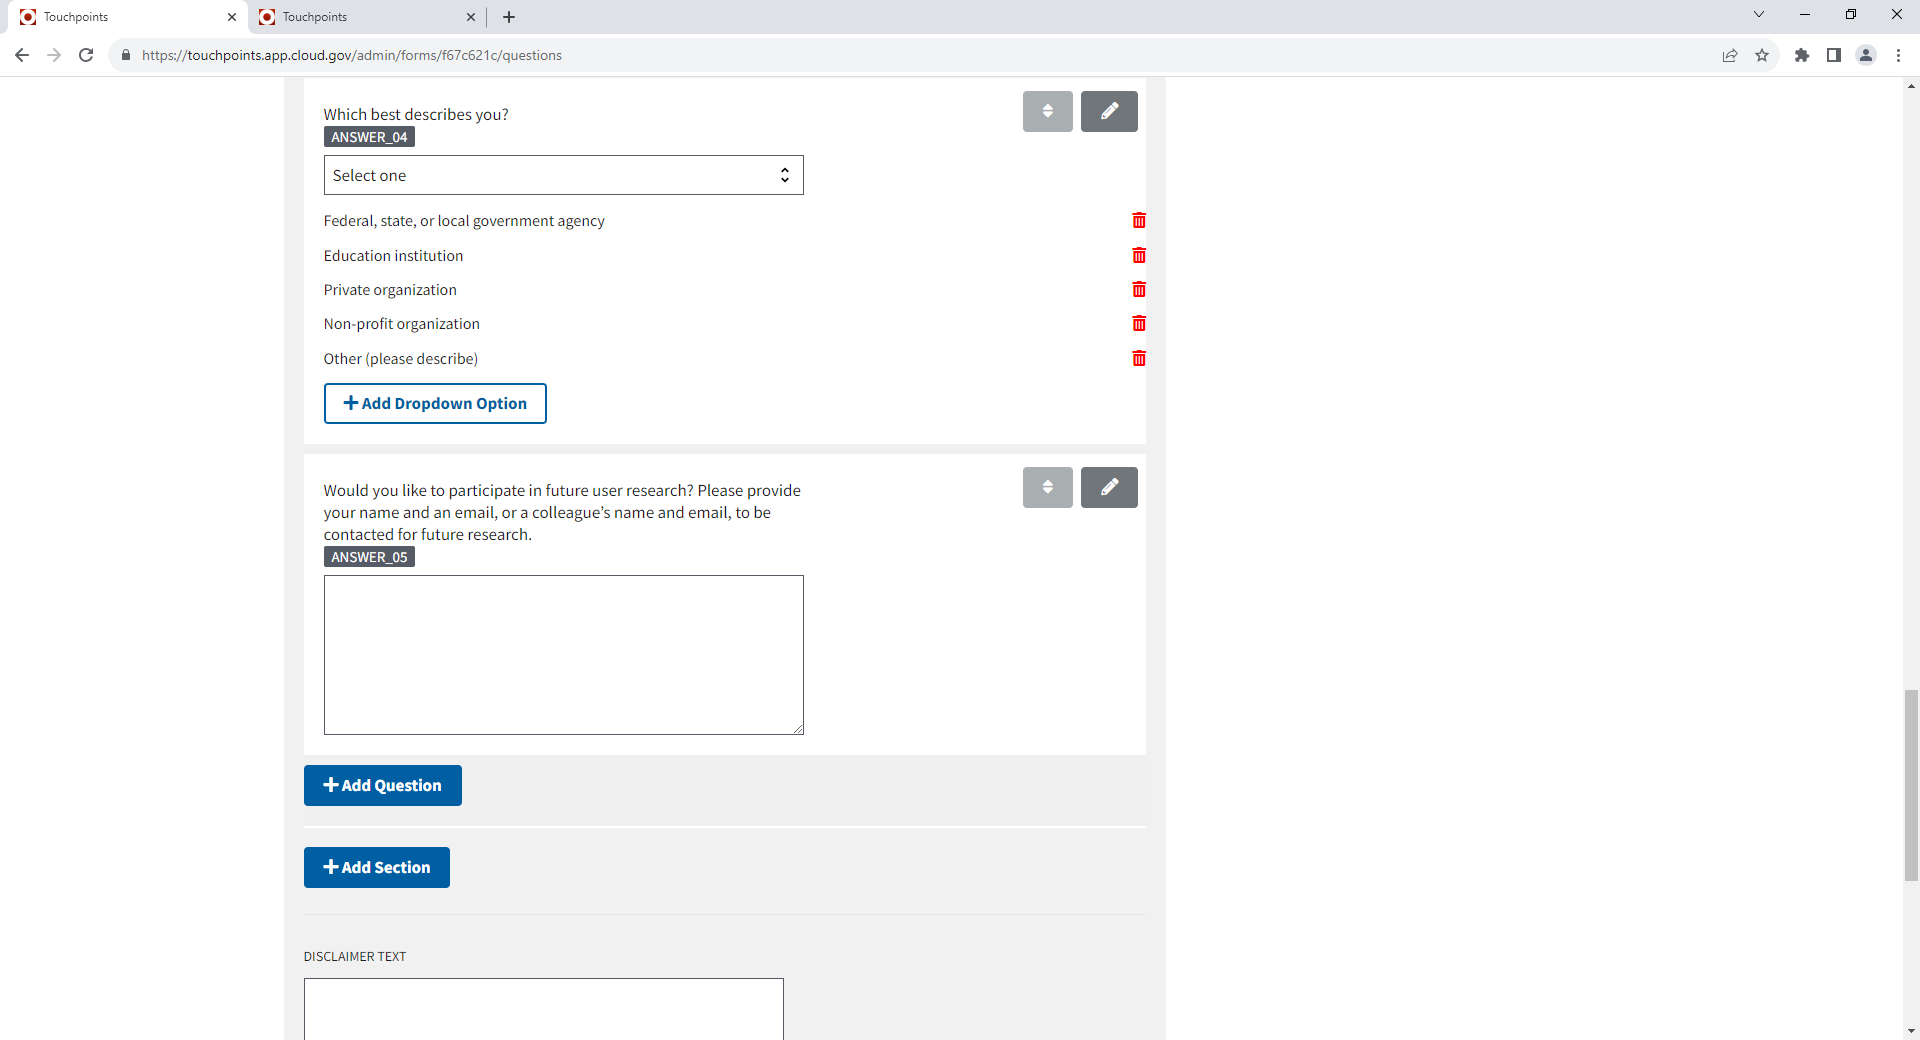 Touchpoints
Touchpoints
https://touchpoints.app.cloud.gov/admin/forms/f67c621c/questions
Which best describes you?
ANSWER_04
Select one
Federal, state, or local government agency
Education institution
Private organization
Non-profit organization
Other (please describe)
Add Dropdown Option
Would you like to participate in future user research? Please provide
your name and an email, or a colleague’s name and email, to be
contacted for future research.
ANSWER_05
Add Question
Add Section
DISCLAIMER TEXT